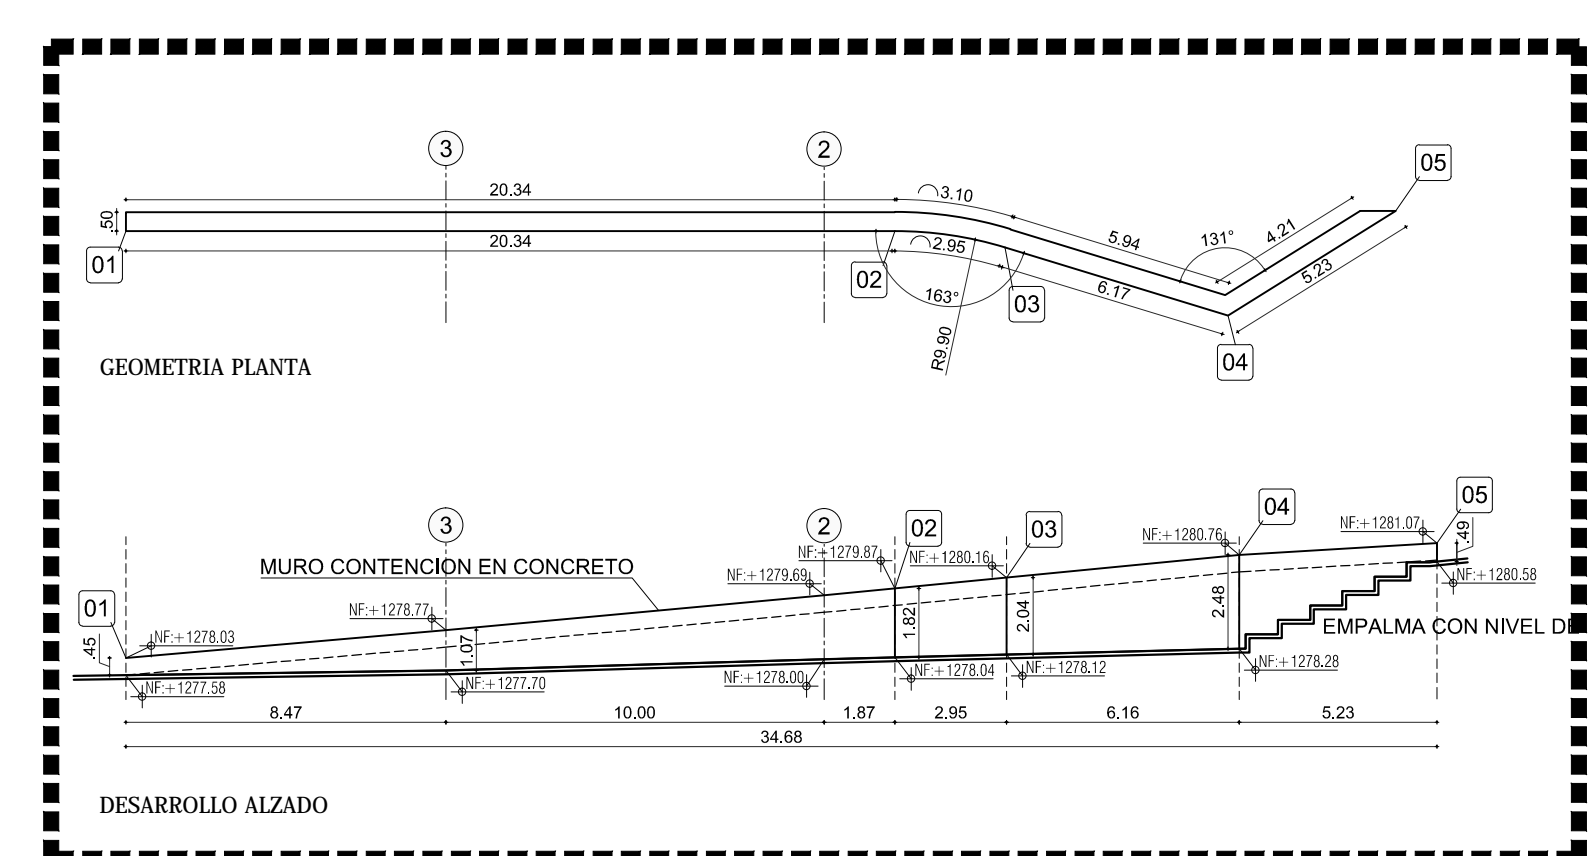 3
2
05
20.34
3.10
.50
5.94
131°
4.21
20.34
2.95
5.23
01
02
163°
03
6.17
R9.90
04
GEOMETRIA PLANTA
3
2
02
03
04
05
NF:+1280.76
NF:+1281.07
.49
NF:+1279.87
NF:+1280.16
MURO CONTENCION EN CONCRETO
NF:+1279.69
NF:+1280.58
01
NF:+1278.77
1.82
2.04
2.48
EMPALMA CON NIVEL DE
NF:+1278.03
.45
1.07
NF:+1277.58
NF:+1277.70
NF:+1278.00
NF:+1278.04
NF:+1278.12
NF:+1278.28
8.47
10.00
1.87
2.95
6.16
5.23
34.68
DESARROLLO ALZADO